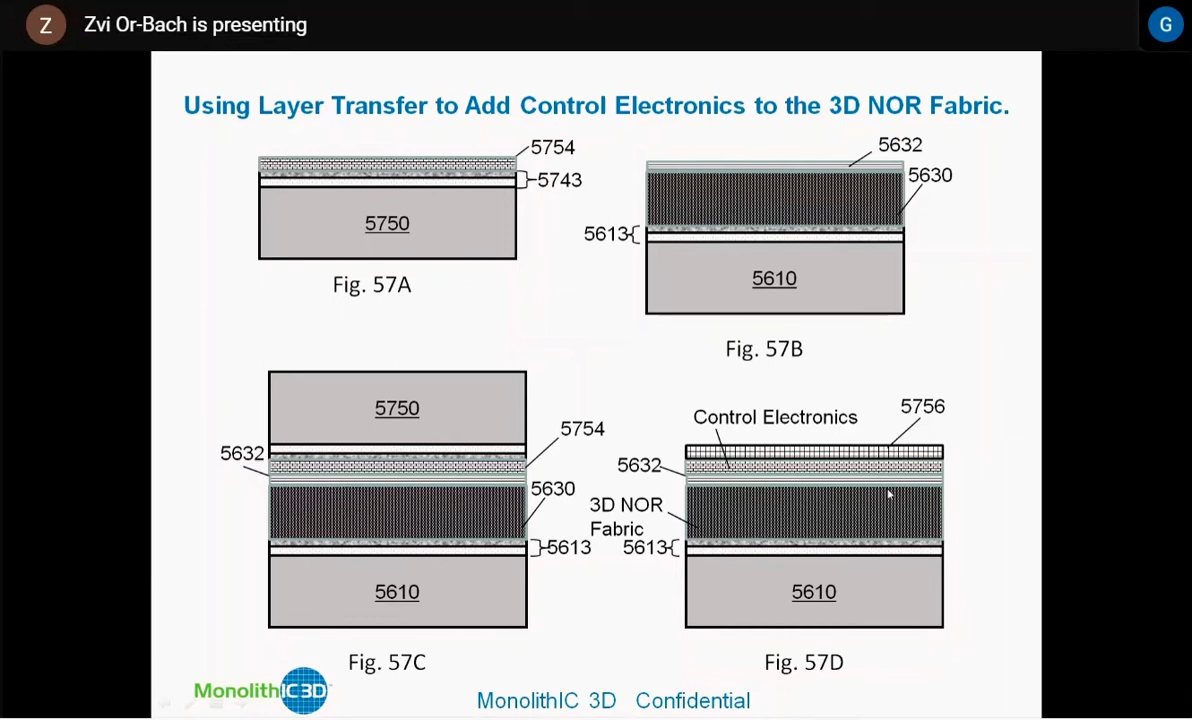 Z Zvi Or-Bach is presenting G
Using Layer Transfer to Add Control Electronics to the 3D NOR Fabric.
5754
5743
5750
Fig. 57A
5632
5630
5613
5610
Fig. 57B
5750
5754
5632
5630
5613
5610
Fig. 57C
Control Electronics
5756
5632
3D NOR
Fabric
5613
5610
Fig. 57D
MonolithIC3D
MonolithIC 3D Confidential